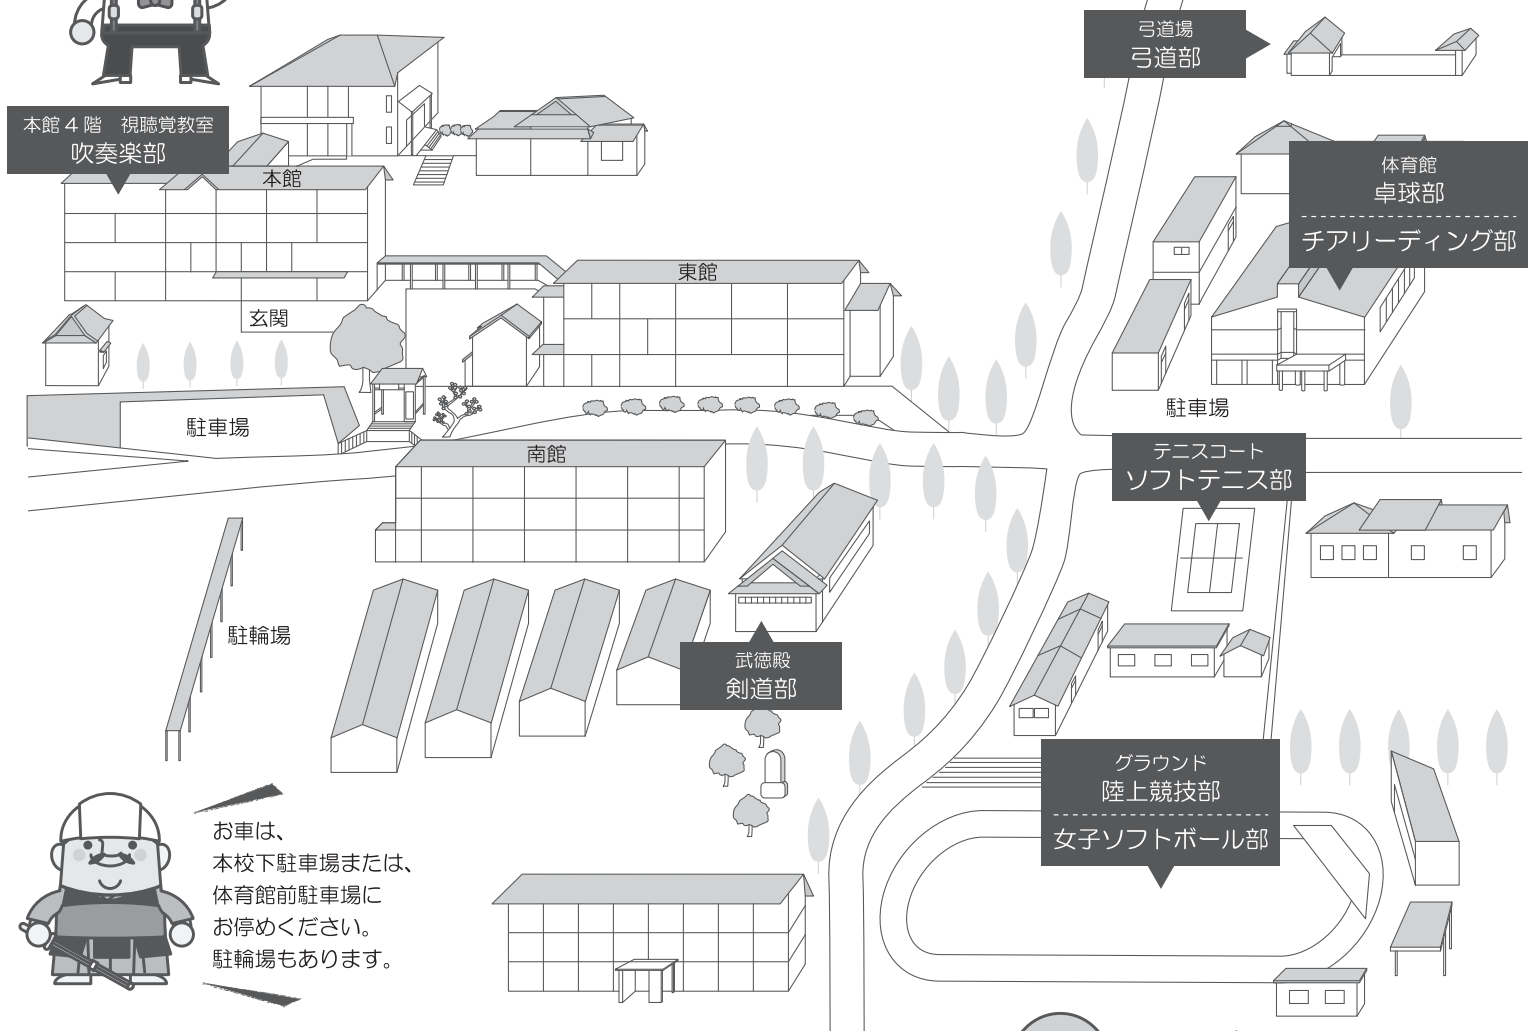 弓道場
弓道部
本館4階　視聴覚教室
吹奏楽部
本館
体育館
卓球部
チアリーディング部
東館
玄関
駐車場
駐車場
南館
テニスコート
ソフトテニス部
駐輪場
武徳殿
剣道部
グラウンド
陸上競技部
女子ソフトボール部
お車は、
本校下駐車場または、
体育館前駐車場に
お停めください。
駐輪場もあります。